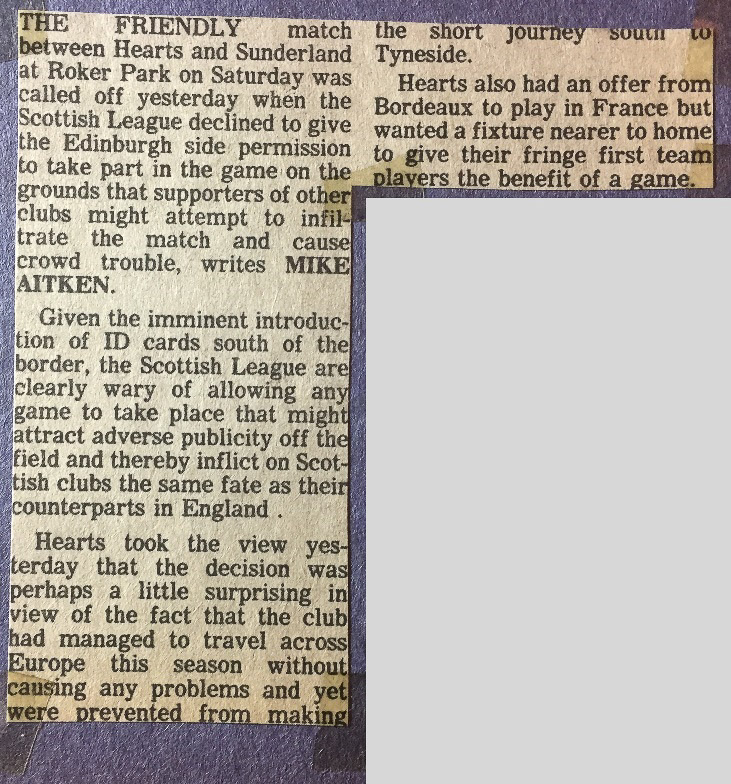 THE FRIENDLY match
between Hearts and Sunderland
at Roker Park on Saturday was
called off yesterday when the
Scottish League declined to give
the Edinburgh side permission
to take part in the game on the
grounds that supporters of other
clubs might attempt to infil-
trate the match and cause
crowd trouble, writes MIKE
AITKEN.
Given the imminent introduc-
tion of ID cards south of the
border, the Scottish League are
clearly wary of allowing any
game to take place that might
attract adverse publicity off the
field and thereby inflict on Scot-
tish clubs the same fate as their
counterparts in England .
Hearts took the view yes-
terday that the decision was
perhaps a little surprising in
view of the fact that the club
had managed to travel across
Europe this season without
causing any problems and yet
were prevented from making
the short journey south to
Tyneside.
Hearts also had an offer from
Bordeaux to play in France but
wanted a fixture nearer to home
to give their fringe first team
players the benefit of a game.